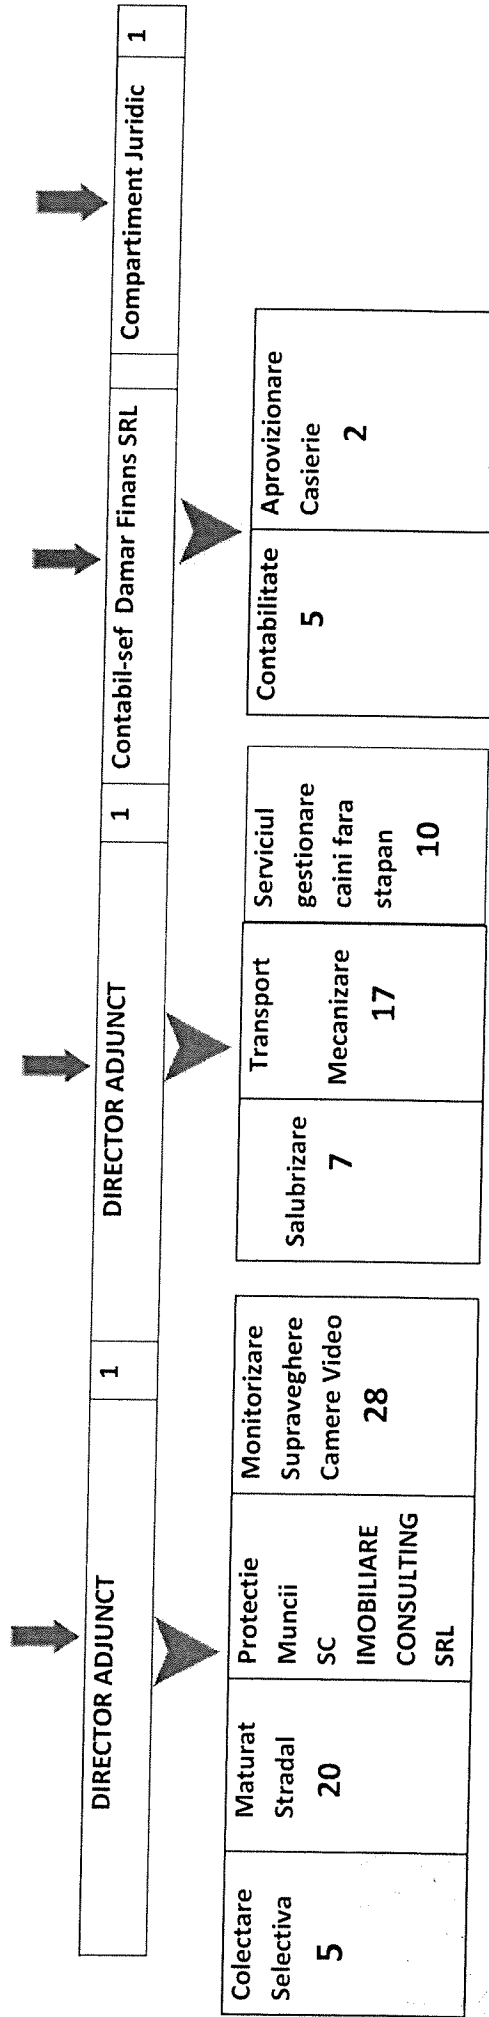 DIRECTOR ADJUNCT
1
DIRECTOR ADJUNCT
1
Contabil-sef Damar Finans SRL
Compartiment Juridic
1
Colectare
Selectiva
5
Maturat
Stradal
20
Protectie
Muncii
SC
IMOBILIARE
CONSULTING
SRL
Monitorizare
Supraveghere
Camere Video
28
Salubrizare
7
Transport
Mecanizare
17
Serviciul
gestionare
caini fara
stapan
10
Contabilitate
5
Aprovizionare
Casierie
2